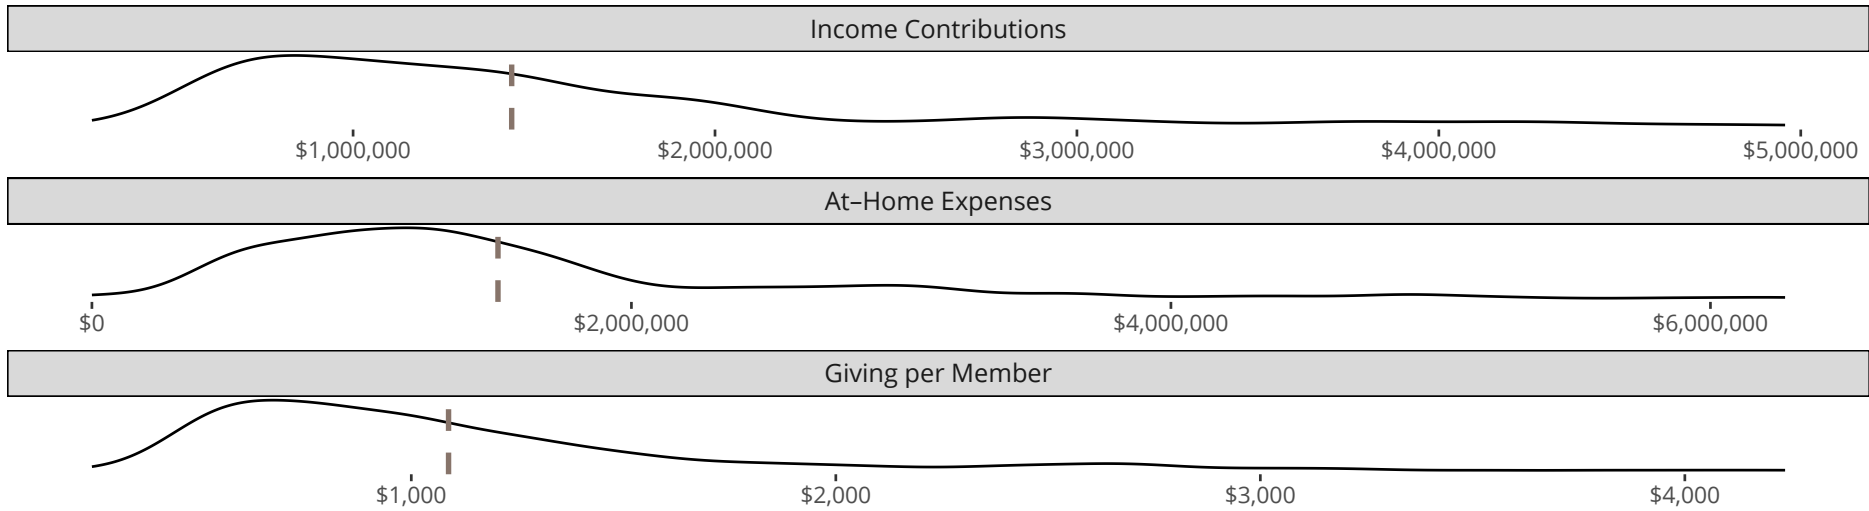 Income Contributions
$1,000,000 $2,000,000 $3,000,000 $4,000,000 $5,000,000
At–Home Expenses
$0 $2,000,000 $4,000,000 $6,000,000
Giving per Member
$1,000 $2,000 $3,000 $4,000